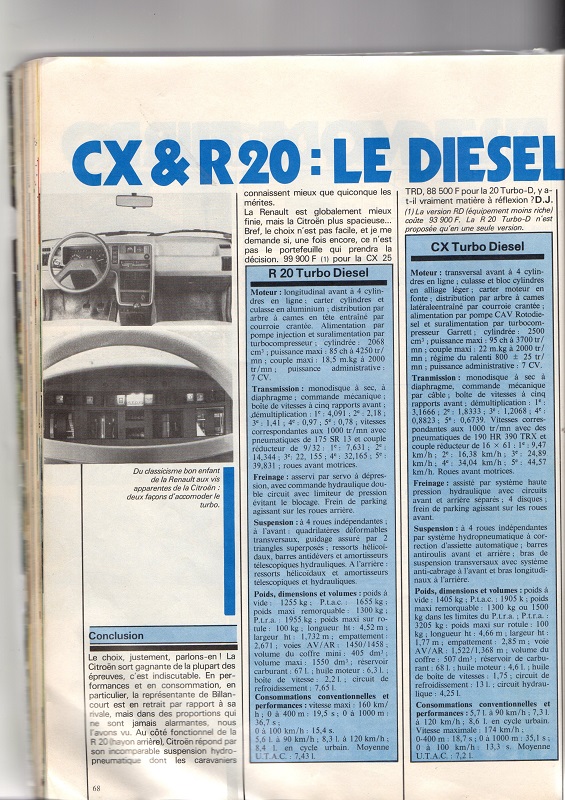 CX & R 20 : LE DIESEL
Du classicisme bon enfant
de la Renault aux vis
apparentes de la Citroën :
deux façons d'accomoder le
turbo.
Conclusion
Le choix, justement, parlons-en ! La
Citroën sort gagnante de la plupart des
épreuves, c'est indiscutable. En per-
formances et en consommation, en
particulier, la représentante de Billan-
court est en retrait par rapport à sa
rivale, mais dans des proportions qui
ne sont jamais alarmantes, nous
l'avons vu. Au côté fonctionnel de la
R 20 (hayon arrière), Citroën répond par
son incomparable suspension hydro-
pneumatique dont les caravaniers
connaissent mieux que quiconque les
mérites.
La Renault est globalement mieux
finie, mais la Citroën plus spacieuse...
Bref, le choix n'est pas facile, et je me
demande si, une fois encore, ce n'est
pas le portefeuille qui prendra la
décision. 99 900 F (1) pour la CX 25
TRD, 88 500 F pour la 20 Turbo-D, y a-
t-il vraiment matière à réflexion ? D.J.
(1) La version RD (équipement moins riche)
coûte 93 900 F. La R 20 Turbo-D n'est
proposée qu'en une seule version.
R 20 Turbo Diesel
Moteur : longitudinal avant à 4 cylin-
dres en ligne ; carter cylindres et
culasse en aluminium ; distribution par
arbre à cames en tête entraîné par
courroie crantée. Alimentation par
pompe injection et suralimentation par
turbocompresseur ; cylindrée : 2068
cm³ ; puissance maxi : 85 ch à 4250 tr/
mn ; couple maxi : 18,5 m.kg à 2000
tr/mn ; puissance administrative :
7 CV.
Transmission : monodisque à sec, à
diaphragme ; commande mécanique ;
boîte de vitesses à cinq rapports avant ;
démultiplication : 1e : 4,091 ; 2e : 2,18 ;
3e : 1,41 ; 4e : 0,97 ; 5e : 0,78 ; vitesses
correspondantes aux 1000 tr/mn avec
pneumatiques de 175 SR 13 et couple
réducteur de 9/32 : 1e : 7,631 ; 2e :
14,344 ; 3e : 22,155 ; 4e : 32,165 ; 5e :
39,831 ; roues avant motrices.
Freinage : asservi par servo à dépres-
sion, avec commande hydraulique dou-
ble circuit avec limiteur de pression
évitant le blocage. Frein de parking
agissant sur les roues arrière.
Suspension : à 4 roues indépendantes ;
à l'avant : quadrilatères déformables
transversaux, guidage assuré par 2
triangles superposés ; ressorts hélicoï-
daux, barres antidévers et amortisseurs
télescopiques hydrauliques. A l'arrière :
ressorts hélicoïdaux et amortisseurs
télescopiques et hydrauliques.
Poids, dimensions et volumes : poids à
vide : 1255 kg ; P.t.a.c. : 1655 kg ; poids
maxi remorquable : 1300 kg ;
P.t.r. : 1955 kg ; poids maxi sur ro-
tule : 100 kg ; longueur ht : 4,52 m ;
largeur ht : 1,732 m ; empattement :
2,671 ; voies AV/AR : 1450/1458 ;
volume du coffre mini : 405 dm³ ;
volume maxi : 1550 dm³ ; réservoir
carburant : 67 l ; huile moteur : 6,3 l ;
boîte de vitesse : 2,2 l ; circuit de
refroidissement : 7,65 l.
Consommations conventionnelles et
performances : vitesse maxi : 160 km/
h ; 0 à 400 m : 19,5 s ; 0 à 1000 m :
36,7 s ;
0 à 100 km/h : 15,4 s.
5,6 l à 90 km/h ; 8,3 l. à 120 km/h ;
8,4 l. en cycle urbain. Moyenne
U.T.A.C. : 7,43 l.
CX Turbo Diesel
Moteur : transversal avant à 4 cylin-
dres en ligne ; culasse et bloc cylindres
en alliage léger ; carter moteur en
fonte ; distribution par arbre à cames
latéraleentraîné par courroie crantée ;
alimentation par pompe CAV Rotodie-
sel et suralimentation par turbocom-
presseur Garrett ; cylindrée : 2500
cm³ ; puissance maxi : 95 ch à 3700 tr/
mn ; couple maxi : 22 m.kg à 2000 tr/
mn ; régime du ralenti 800 ± 25 tr/
mn ; puissance administrative : 7 CV.
Tranmission : monodisque à sec à
diaphragme, commande mécanique
par câble ; boîte de vitesses à cinq
rapports avant ; démultiplication : 1e :
3,1666 ; 2e : 1,8333 ; 3e : 1,2068 ; 4e :
0,8823 ; 5e : 0,6739. Vitesses corres-
pondantes aux 1000 tr/mn avec des
pneumatiques de 190 HR 390 TRX et
couple réducteur de 16 × 61 : 1e : 9,47
km/h ; 2e : 16,38 km/h ; 3e : 24,89
km/h ; 4e : 34,04 km/h ; 5e : 44,57
km/h. Roues avant motrices.
Freinage : assisté par système haute
pression hydraulique avec circuits
avant et arrière séparés ; 4 disques ;
frein de parking agissant sur les roues
avant.
Suspension : à 4 roues indépendantes
par système hydropneumatique à cor-
rection d'assiette automatique ; barres
antiroulis avant et arrière ; bras de
suspension transversaux avec système
anti-cabrage à l'avant et bras longitudi-
naux à l'arrière.
Poids, dimensions et volumes : poids à
vide : 1405 kg ; P.t.a.c. : 1905 k ; poids
maxi remorquable : 1300 kg ou 1500
kg dans les limites du P.t.r.a. ; P.t.r.a. :
3205 kg ; poids maxi sur rotule : 100
kg ; longueur ht : 4,66 m ; largeur ht :
1,77 m ; empattement : 2,85 m ; voie
AV/AR : 1,522/1,368 m ; volume du
coffre : 507 dm³ ; réservoir de carbu-
rant : 68 l ; huile moteur : 4,6 l ; huile
de boîte de vitesses : 1,75 ; circuit de
refroidissement : 13 l ; circuit hydrau-
lique : 4,25 l.
Consommations conventionnelles et
performances : 5,7 l. à 90 km/h ; 7,3 l.
à 120 km/h ; 8,6 l. en cycle urbain.
Vitesse maximale : 174 km/h ;
0-400 m : 18,7 s ; 0 à 1000 m : 35,1 s ;
0 à 100 km/h : 13,3 s. Moyenne
U.T.A.C. : 7,2 l.
68